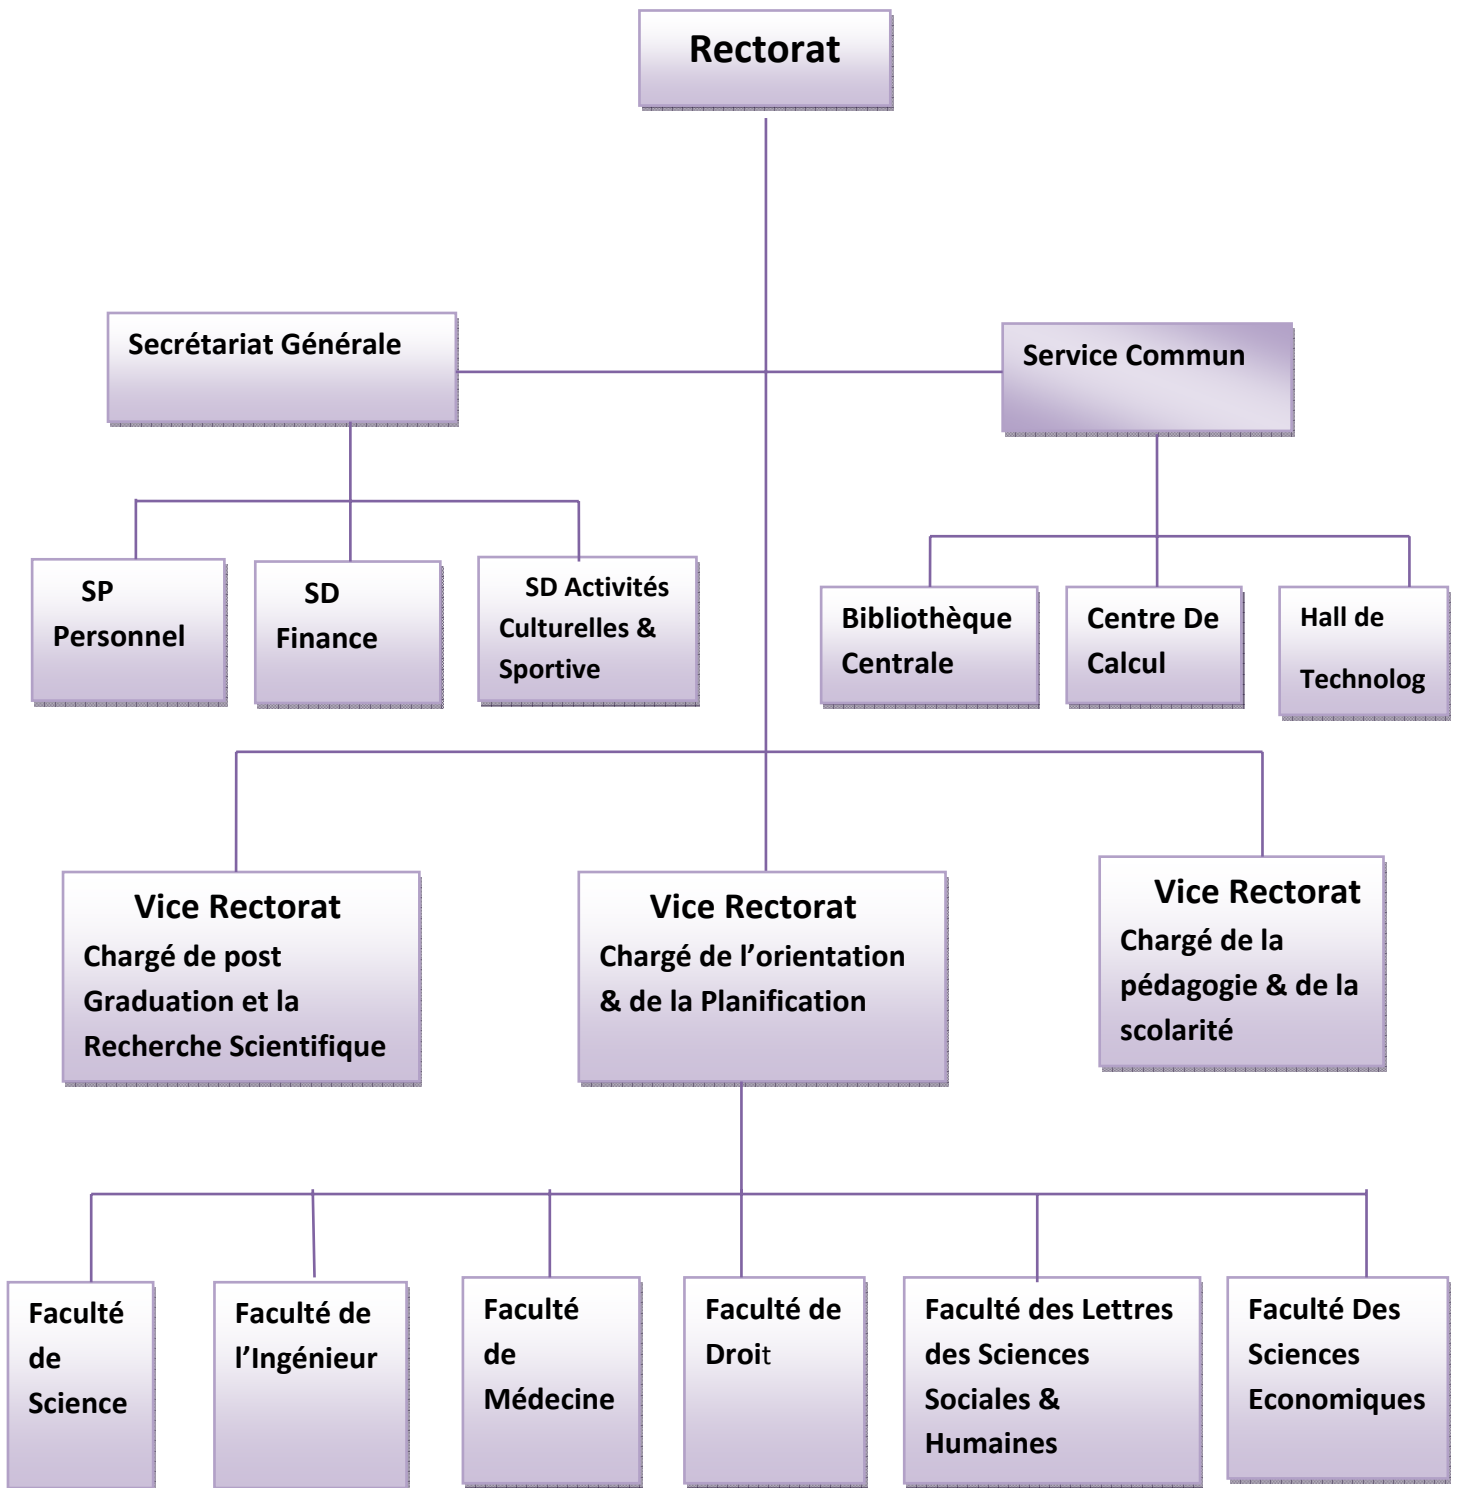 Rectorat
Secrétariat Générale
Service Commun
SP
Personnel
SD
Finance
SD Activités
Culturelles &
Sportive
Bibliothèque
Centrale
Centre De
Calcul
Hall de
Technolog
Vice Rectorat
Chargé de post
Graduation et la
Recherche Scientifique
Vice Rectorat
Chargé de l’orientation
& de la Planification
Vice Rectorat
Chargé de la
pédagogie & de la
scolarité
Faculté
de
Science
Faculté de
l’Ingénieur
Faculté
de
Médecine
Faculté de
Droit
Faculté des Lettres
des Sciences
Sociales &
Humaines
Faculté Des
Sciences
Economiques